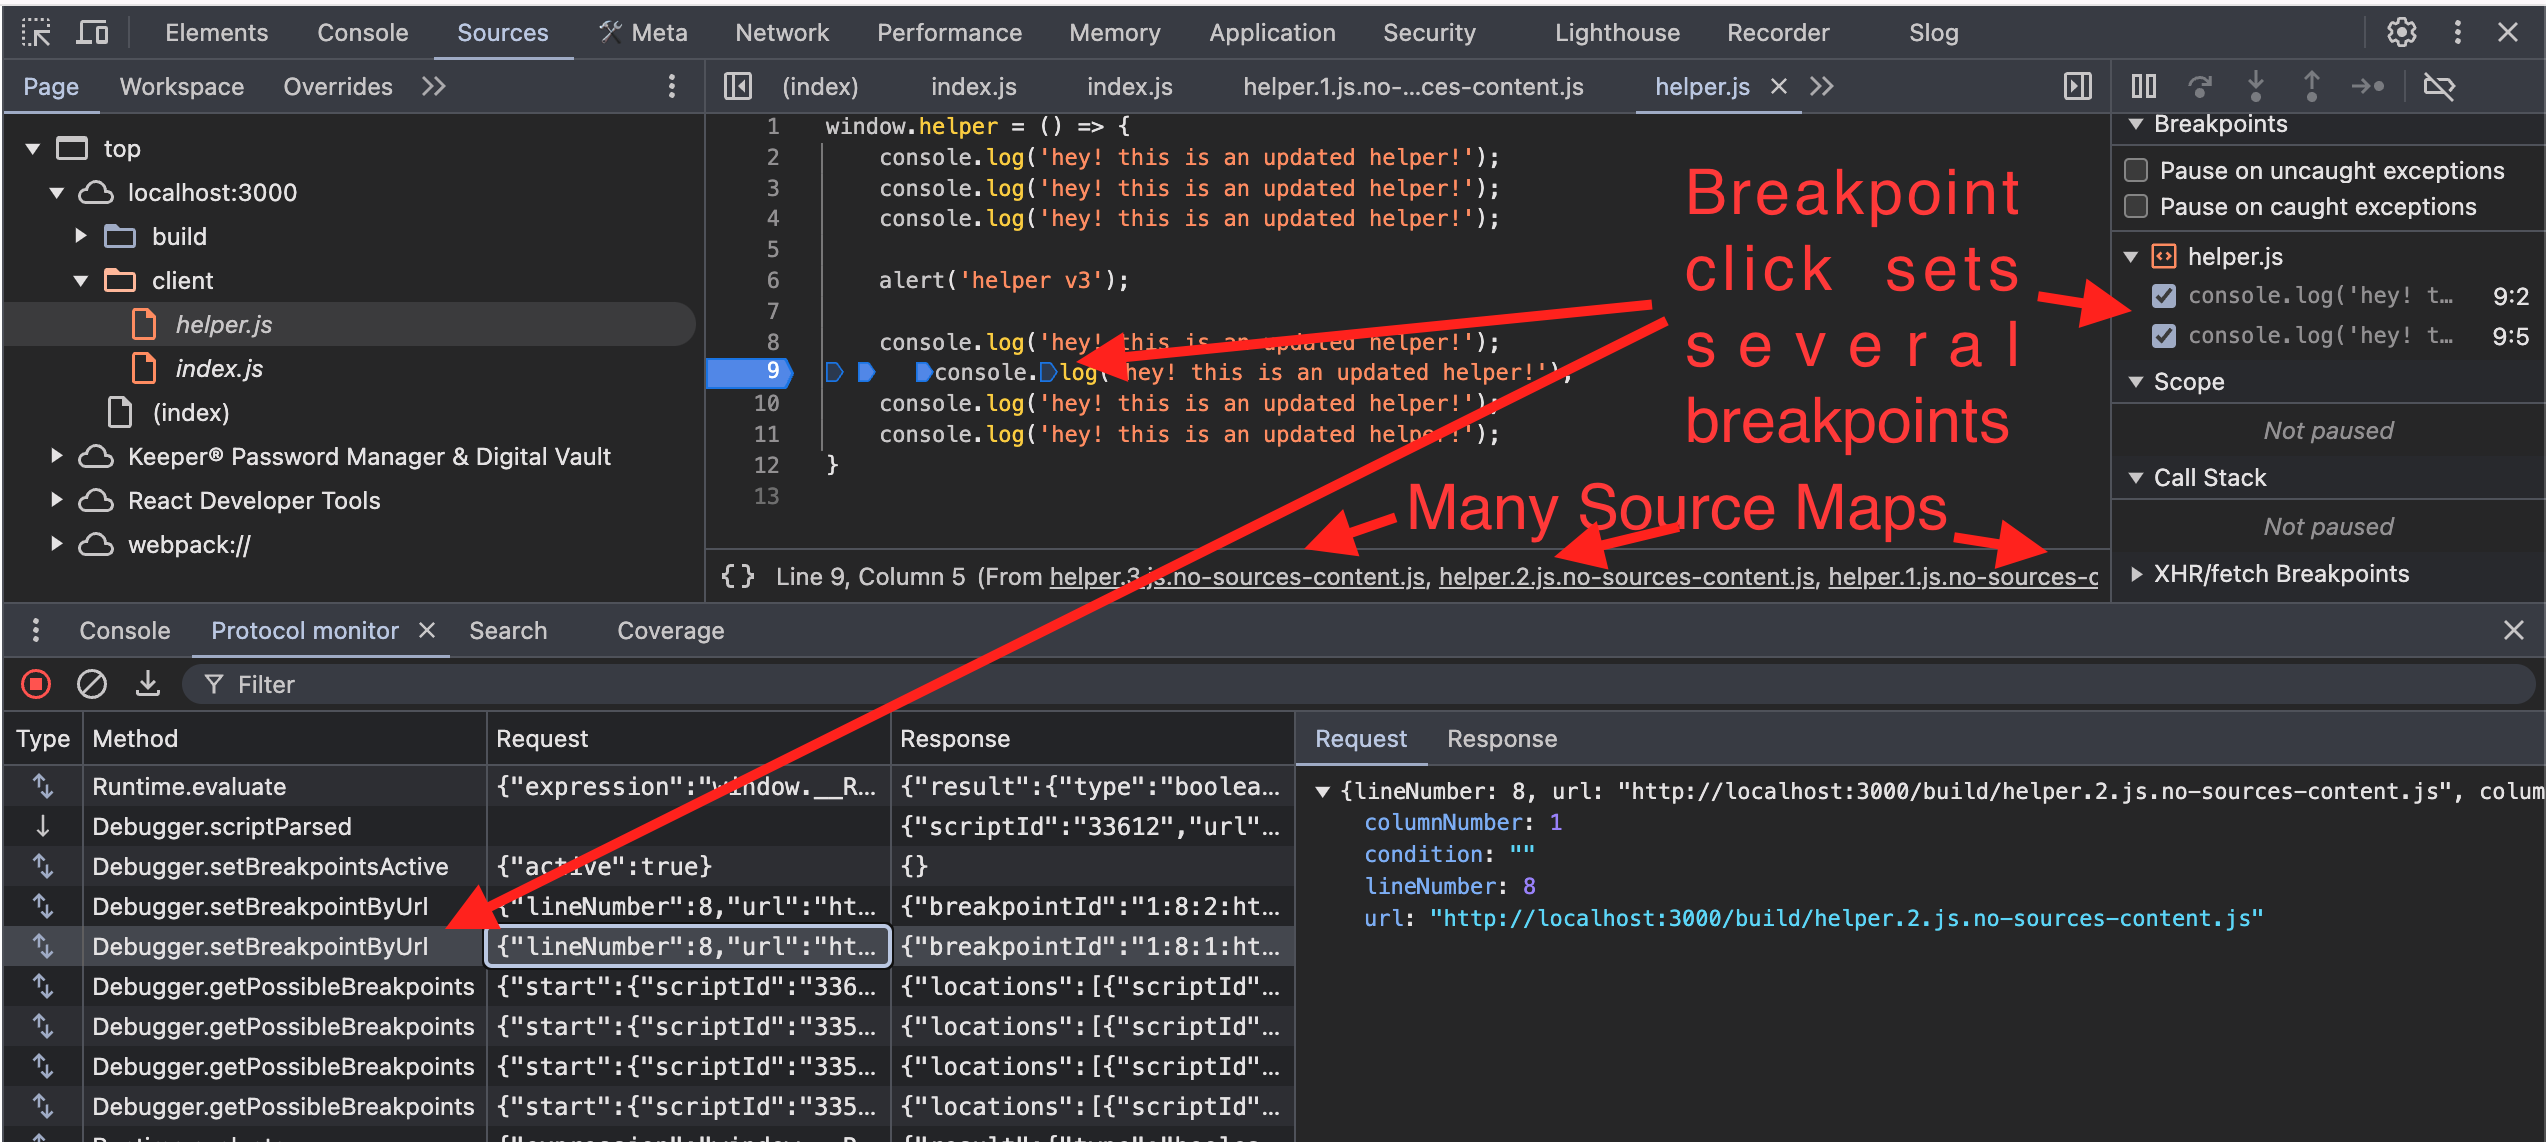 Elements Console Sources Meta Network Performance Memory Application Security Lighthouse Recorder Slog
Page Workspace Overrides
(index) index.js index.js helper.1.js.no-...ces-content.js helper.js
top
localhost:3000
build
client
helper.js
index.js
(index)
Keeper® Password Manager & Digital Vault
React Developer Tools
webpack://
1 window.helper = () => {
2 console.log('hey! this is an updated helper!');
3 console.log('hey! this is an updated helper!');
4 console.log('hey! this is an updated helper!');
5
6 alert('helper v3');
7
8 console.log('hey! this is an updated helper!');
9 console.log('hey! this is an updated helper!');
10 console.log('hey! this is an updated helper!');
11 console.log('hey! this is an updated helper!');
12 }
13
Breakpoint
click sets
several
breakpoints
Many Source Maps
{ } Line 9, Column 5 (From helper.3.js.no-sources-content.js, helper.2.js.no-sources-content.js, helper.1.js.no-sources-c
Breakpoints
Pause on uncaught exceptions
Pause on caught exceptions
helper.js
console.log('hey! t… 9:2
console.log('hey! t… 9:5
Scope
Not paused
Call Stack
Not paused
XHR/fetch Breakpoints
Console Protocol monitor Search Coverage
Filter
Type Method Request Response
Runtime.evaluate {"expression":"window.__R… {"result":{"type":"boolea…
Debugger.scriptParsed {"scriptId":"33612","url"…
Debugger.setBreakpointsActive {"active":true} {}
Debugger.setBreakpointByUrl {"lineNumber":8,"url":"ht… {"breakpointId":"1:8:2:ht…
Debugger.setBreakpointByUrl {"lineNumber":8,"url":"ht… {"breakpointId":"1:8:1:ht…
Debugger.getPossibleBreakpoints {"start":{"scriptId":"336… {"locations":[{"scriptId"…
Debugger.getPossibleBreakpoints {"start":{"scriptId":"335… {"locations":[{"scriptId"…
Debugger.getPossibleBreakpoints {"start":{"scriptId":"335… {"locations":[{"scriptId"…
Debugger.getPossibleBreakpoints {"start":{"scriptId":"335… {"locations":[{"scriptId"…
Request Response
{lineNumber: 8, url: "http://localhost:3000/build/helper.2.js.no-sources-content.js", colum
columnNumber: 1
condition: ""
lineNumber: 8
url: "http://localhost:3000/build/helper.2.js.no-sources-content.js"